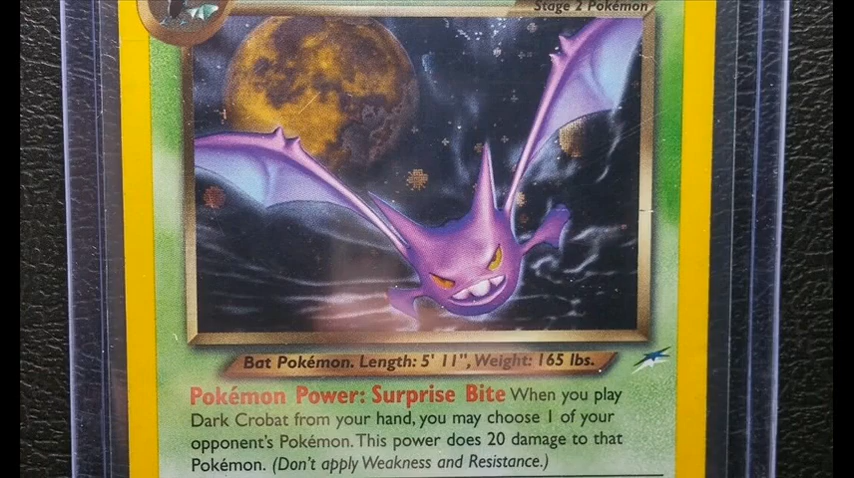 Stage 2 Pokémon
Bat Pokémon. Length: 5' 11", Weight: 165 lbs.
Pokémon Power: Surprise Bite When you play
Dark Crobat from your hand, you may choose 1 of your
opponent's Pokémon. This power does 20 damage to that
Pokémon. (Don't apply Weakness and Resistance.)